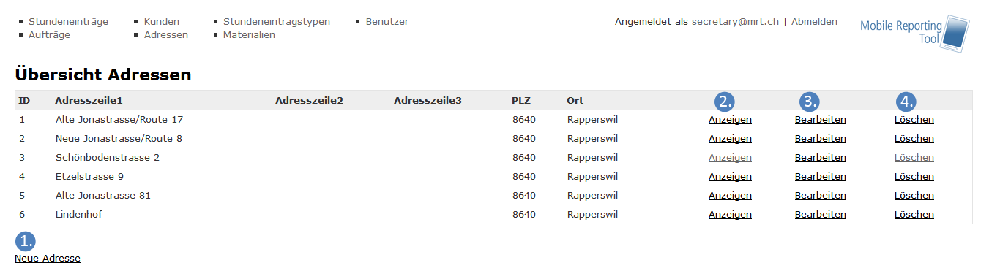 Stundeneinträge Kunden Stundeneintragstypen Benutzer Angemeldet als secretary@mrt.ch | Abmelden
Aufträge Adressen Materialien
Mobile Reporting
Tool
Übersicht Adressen
ID Adresszeile1 Adresszeile2 Adresszeile3 PLZ Ort 2. 3. 4.
1 Alte Jonastrasse/Route 17 8640 Rapperswil Anzeigen Bearbeiten Löschen
2 Neue Jonastrasse/Route 8 8640 Rapperswil Anzeigen Bearbeiten Löschen
3 Schönbodenstrasse 2 8640 Rapperswil Anzeigen Bearbeiten Löschen
4 Etzelstrasse 9 8640 Rapperswil Anzeigen Bearbeiten Löschen
5 Alte Jonastrasse 81 8640 Rapperswil Anzeigen Bearbeiten Löschen
6 Lindenhof 8640 Rapperswil Anzeigen Bearbeiten Löschen
1.
Neue Adresse